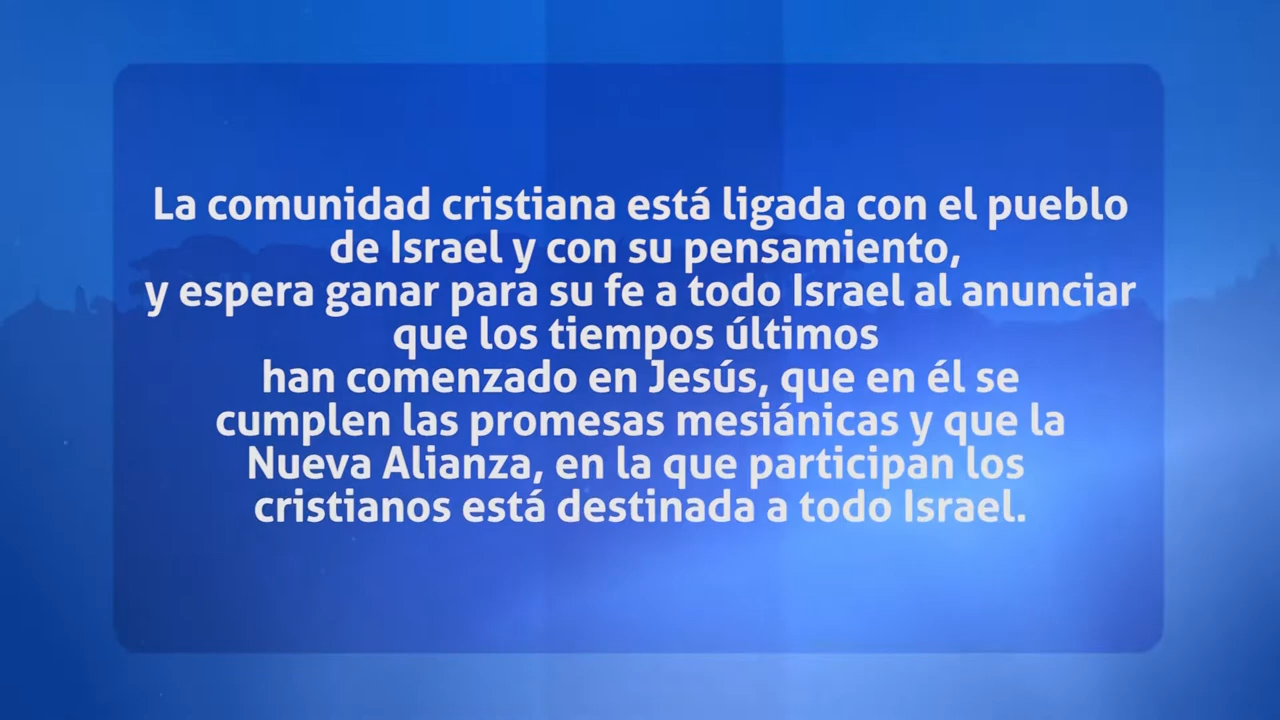 La comunidad cristiana está ligada con el pueblo
de Israel y con su pensamiento,
y espera ganar para su fe a todo Israel al anunciar
que los tiempos últimos
han comenzado en Jesús, que en él se
cumplen las promesas mesiánicas y que la
Nueva Alianza, en la que participan los
cristianos está destinada a todo Israel.